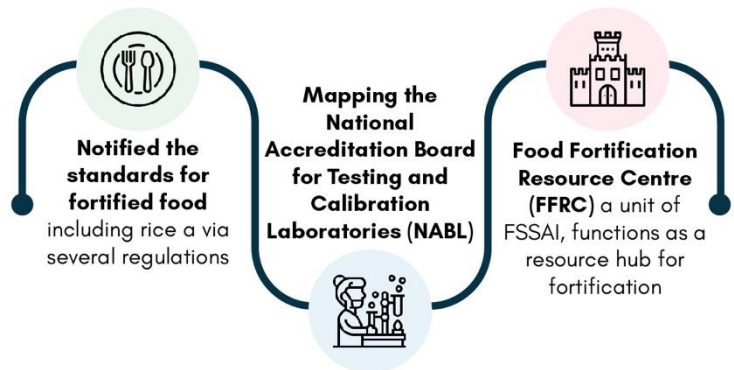 Notified the
standards for
fortified food
including rice a via
several regulations
Mapping the
National
Accreditation Board
for Testing and
Calibration
Laboratories (NABL)
Food Fortification
Resource Centre
(FFRC) a unit of
FSSAI, functions as a
resource hub for
fortification